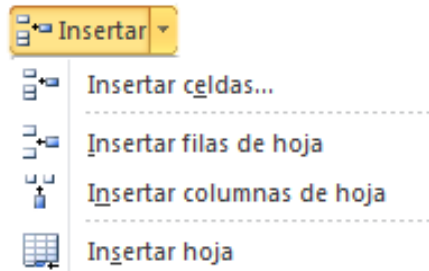 Insertar
Insertar celdas...
Insertar filas de hoja
Insertar columnas de hoja
Insertar hoja